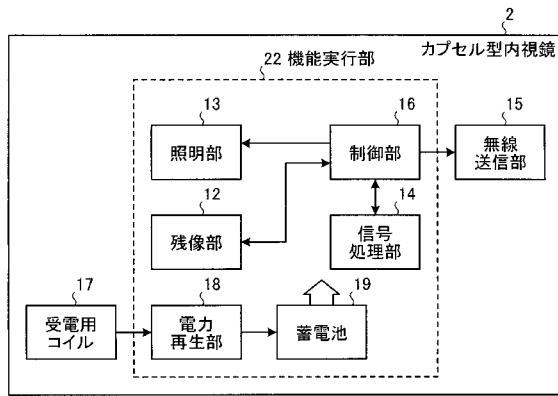 2
カプセル型内視鏡
22 機能実行部
13
照明部
16
制御部
15
無線
送信部
12
残像部
14
信号
処理部
17
受電用
コイル
18
電力
再生部
19
蓄電池